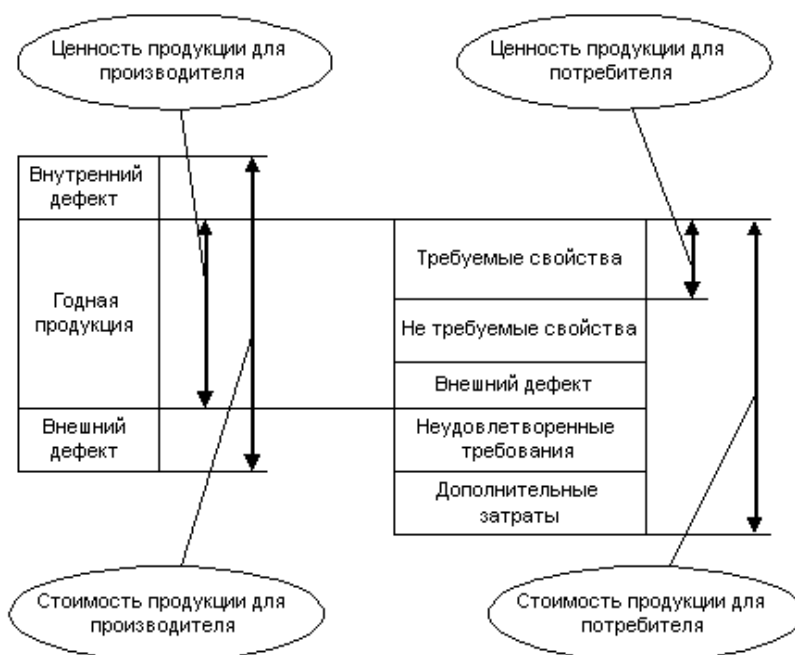 Ценность продукции для
производителя
Ценность продукции для
потребителя
Внутренний
дефект
Годная
продукция
Внешний
дефект
Требуемые свойства
Не требуемые свойства
Внешний дефект
Неудовлетворенные
требования
Дополнительные
затраты
Стоимость продукции для
производителя
Стоимость продукции для
потребителя